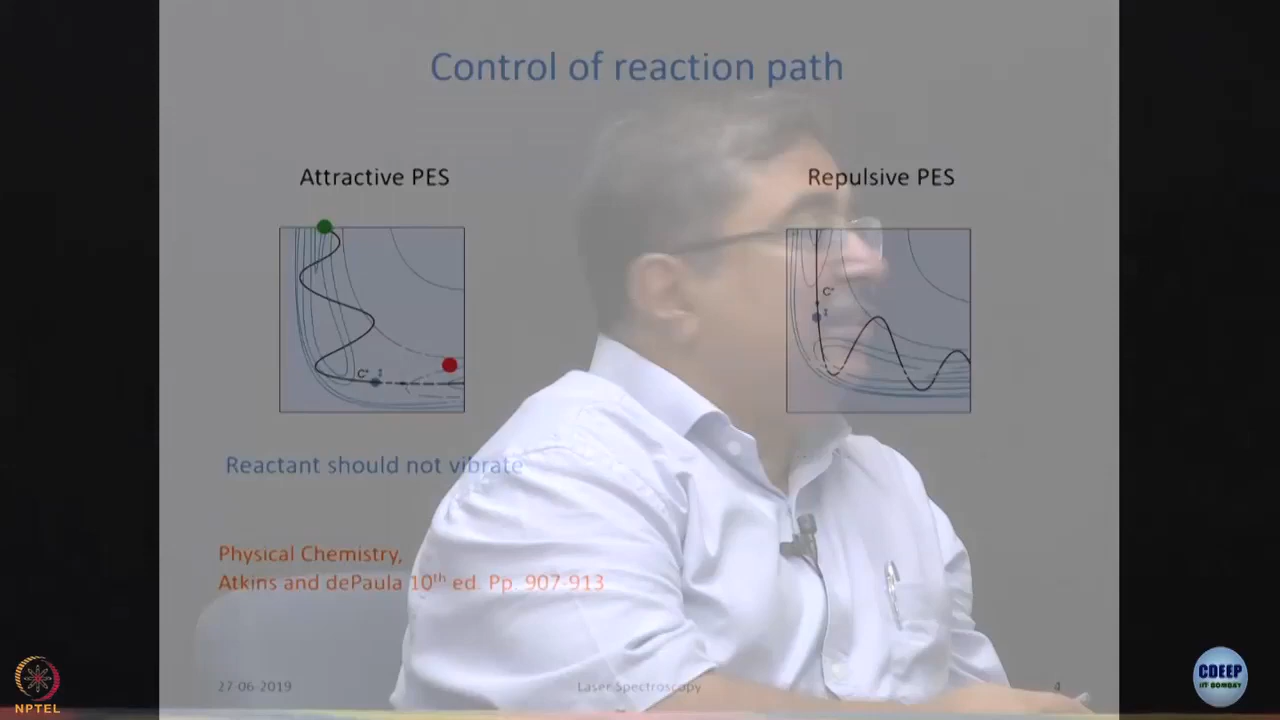 Control of reaction path
Attractive PES
Repulsive PES
C‡
C‡
Reactant should not vibrate
Physical Chemistry,
Atkins and dePaula 10th ed. Pp. 907-913
27-06-2019
Laser Spectroscopy
4
NPTEL
CDEEP
IIT BOMBAY